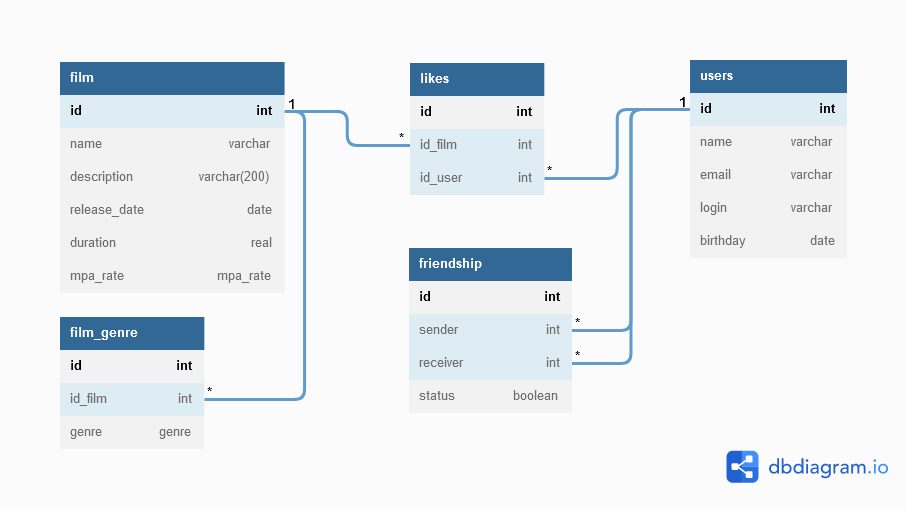 film
id int
name varchar
description varchar(200)
release_date date
duration real
mpa_rate mpa_rate
film_genre
id int
id_film int
genre genre
likes
id int
id_film int
id_user int
friendship
id int
sender int
receiver int
status boolean
users
id int
name varchar
email varchar
login varchar
birthday date
1
*
*
1
*
*
*
dbdiagram.io